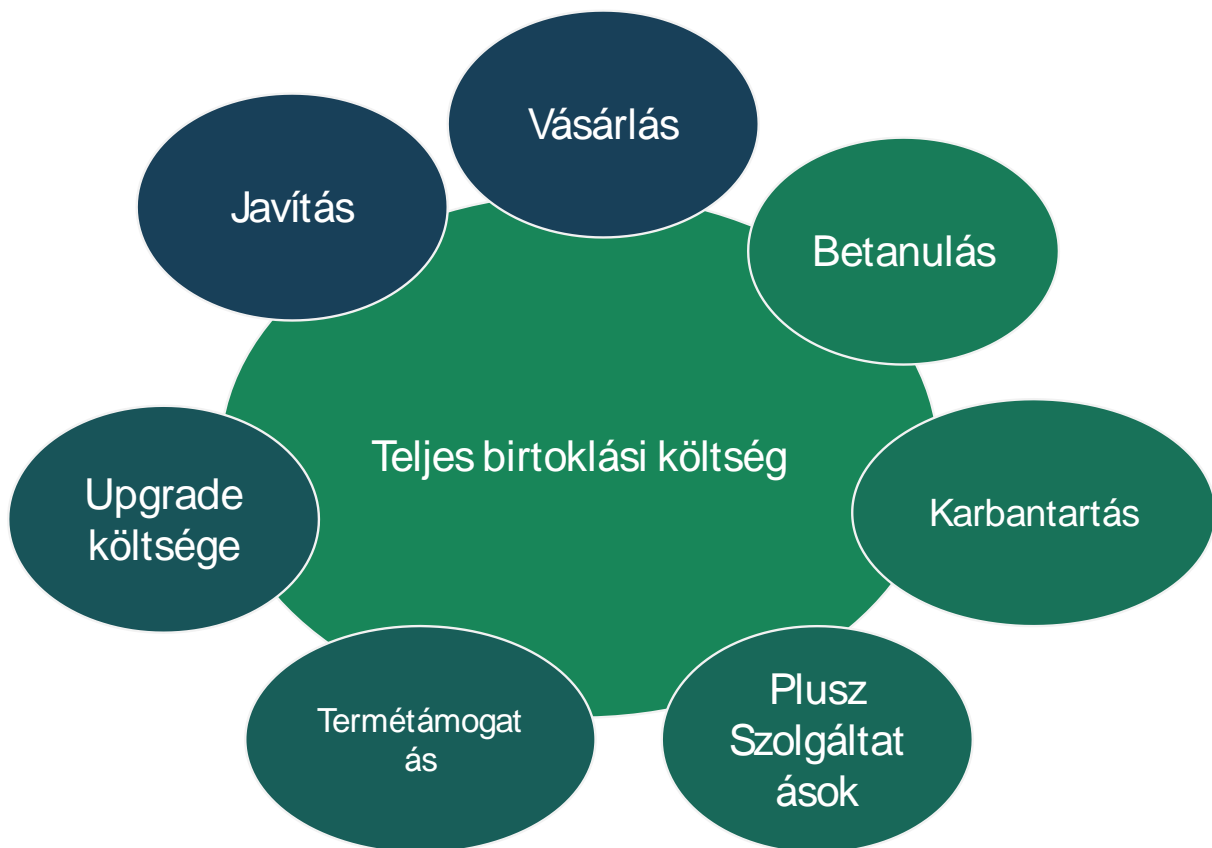 Vásárlás
Javítás
Betanulás
Teljes birtoklási költség
Upgrade
költsége
Karbantartás
Termétámogat
ás
Plusz
Szolgáltat
ások